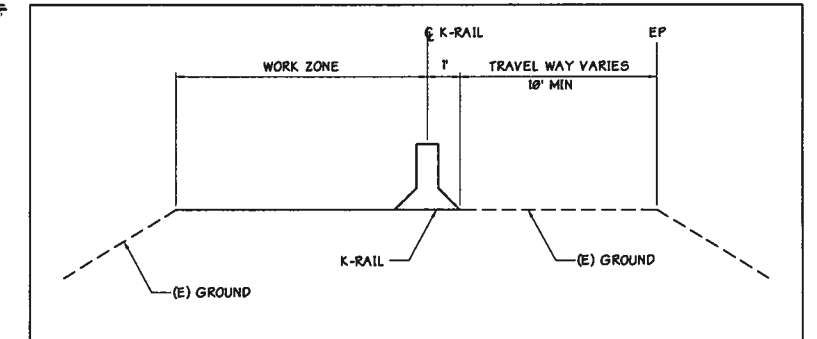 ℄ K-RAIL
EP
WORK ZONE
1'
TRAVEL WAY VARIES
10' MIN
K-RAIL
(E) GROUND
(E) GROUND